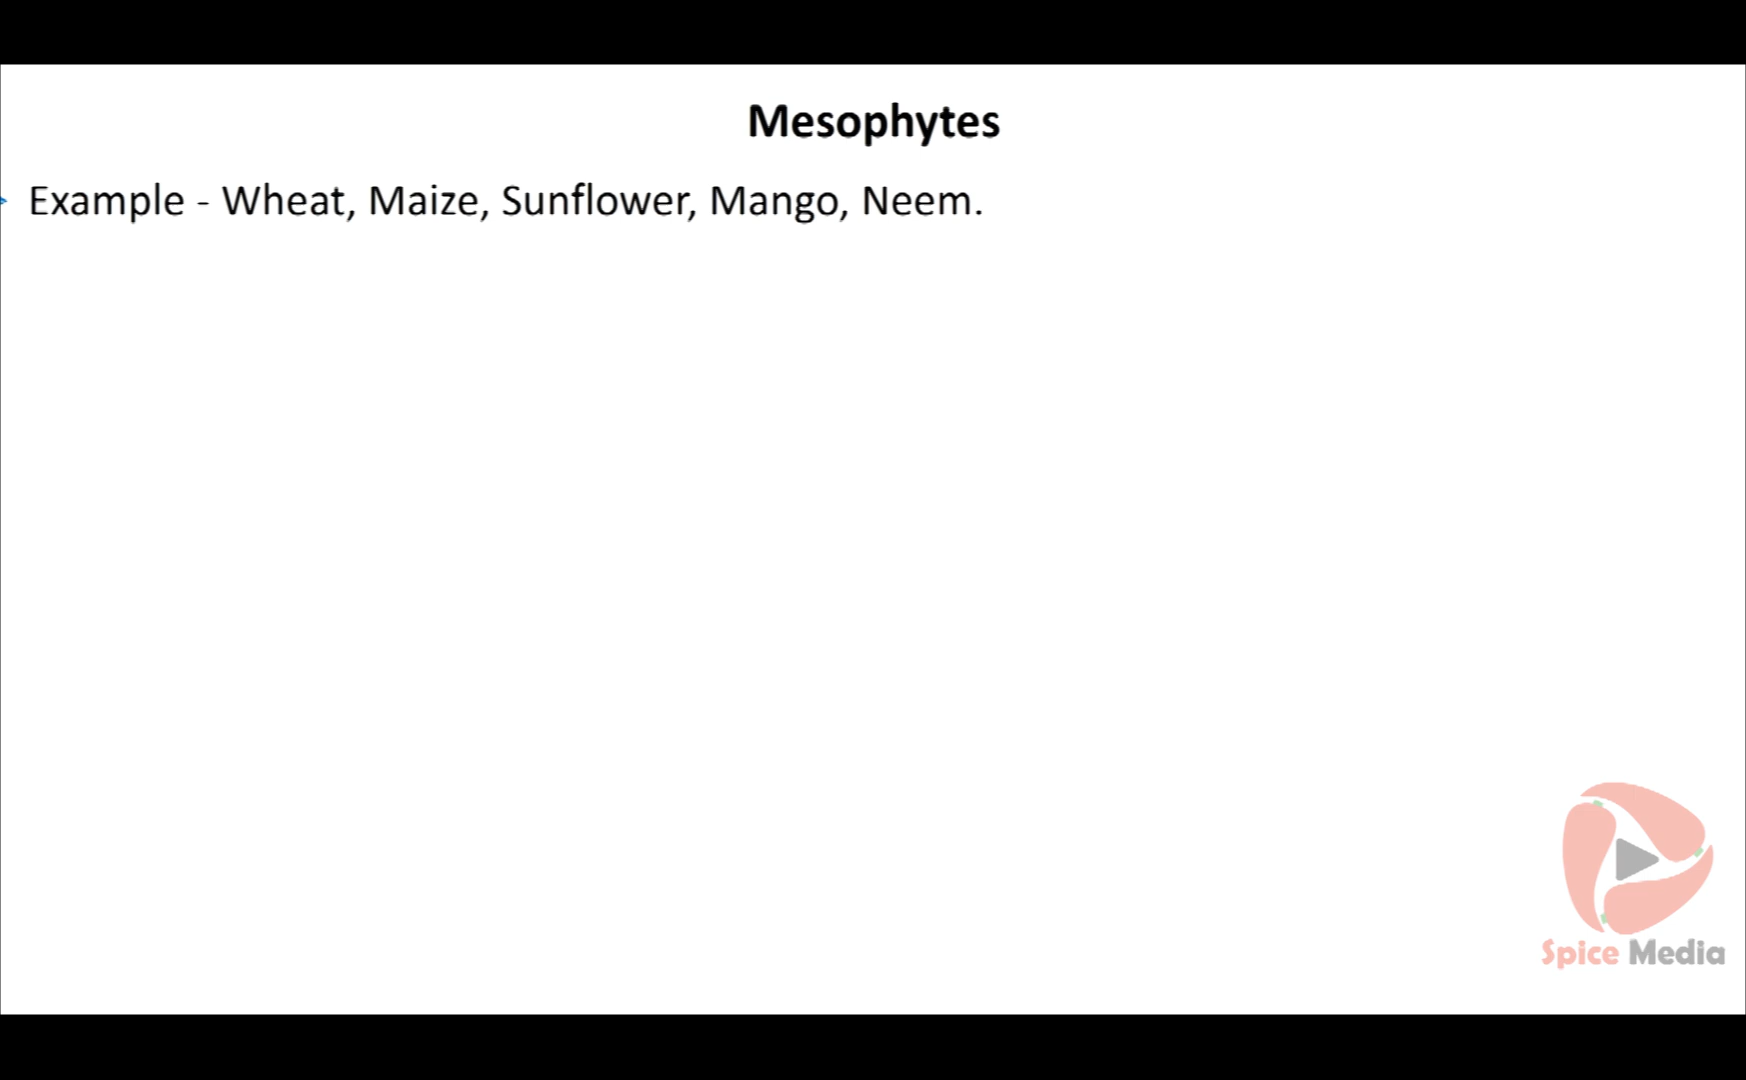 Mesophytes
Example - Wheat, Maize, Sunflower, Mango, Neem.
Spice Media